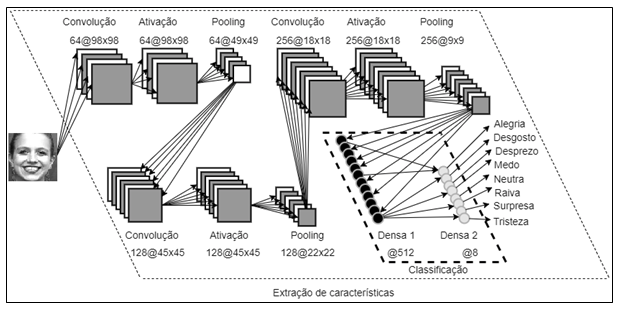 Convolução Ativação Pooling Convolução Ativação Pooling
64@98x98 64@98x98 64@49x49 256@18x18 256@18x18 256@9x9
Alegria
Desgosto
Desprezo
Medo
Neutra
Raiva
Surpresa
Tristeza
Convolução Ativação Pooling Densa 1 Densa 2
128@45x45 128@45x45 128@22x22 @512 @8
Classificação
Extração de características